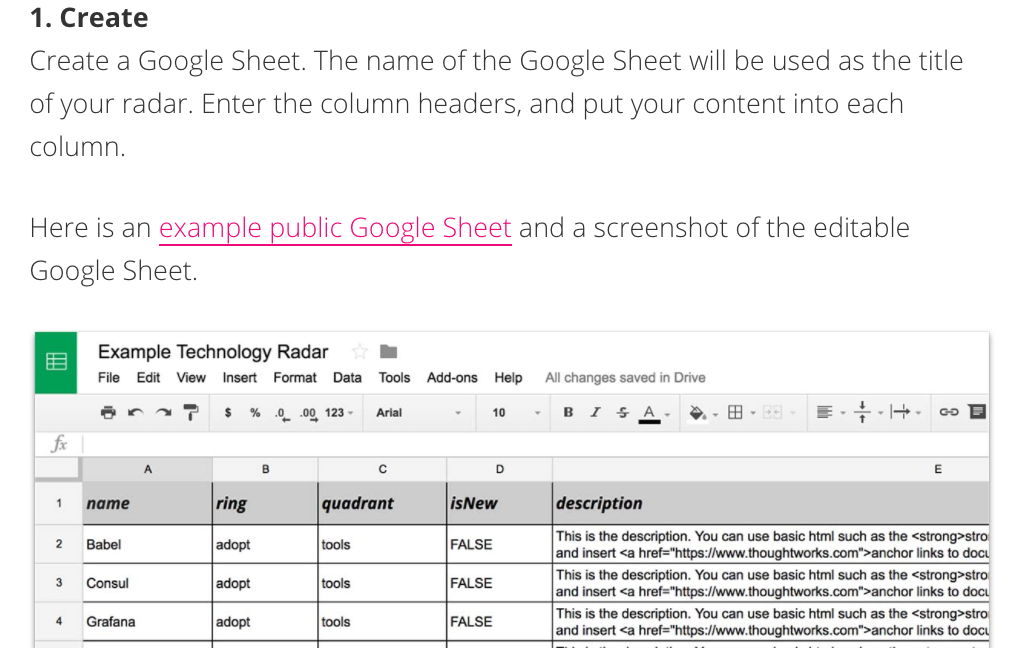 1. Create
Create a Google Sheet. The name of the Google Sheet will be used as the title
of your radar. Enter the column headers, and put your content into each
column.
Here is an example public Google Sheet and a screenshot of the editable
Google Sheet.
Example Technology Radar
File Edit View Insert Format Data Tools Add-ons Help All changes saved in Drive
$ % .0 .00 123 Arial 10 B I S A
fx
A B C D E
1 name ring quadrant isNew description
2 Babel adopt tools FALSE This is the description. You can use basic html such as the <strong>stro
and insert <a href="https://www.thoughtworks.com">anchor links to docu
3 Consul adopt tools FALSE This is the description. You can use basic html such as the <strong>stro
and insert <a href="https://www.thoughtworks.com">anchor links to docu
4 Grafana adopt tools FALSE This is the description. You can use basic html such as the <strong>stro
and insert <a href="https://www.thoughtworks.com">anchor links to docu